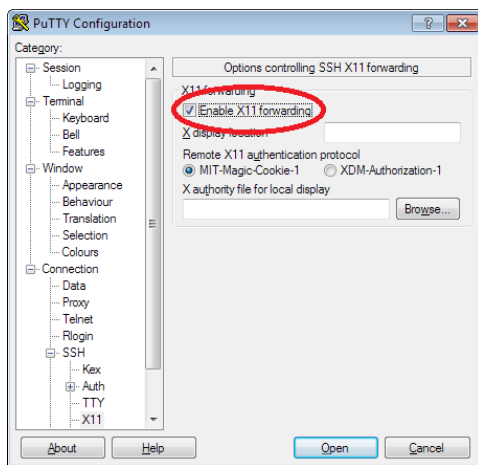 PuTTY Configuration
Category:
Session
Logging
Terminal
Keyboard
Bell
Features
Window
Appearance
Behaviour
Translation
Selection
Colours
Connection
Data
Proxy
Telnet
Rlogin
SSH
Kex
Auth
TTY
X11
Options controlling SSH X11 forwarding
X11 forwarding
Enable X11 forwarding
X display location
Remote X11 authentication protocol
MIT-Magic-Cookie-1 XDM-Authorization-1
X authority file for local display
Browse...
About Help Open Cancel